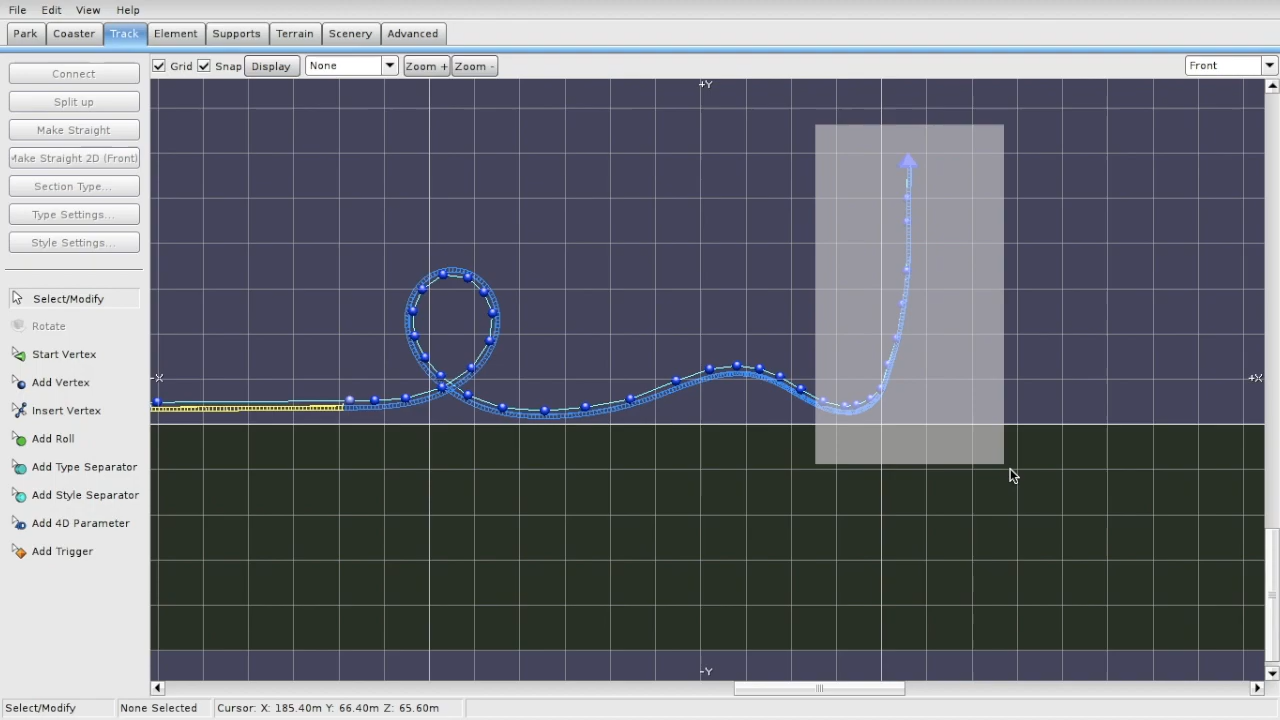 File Edit View Help
Park Coaster Track Element Supports Terrain Scenery Advanced
Connect
Grid Snap Display None Zoom + Zoom - Front
Split up
Make Straight
Make Straight 2D (Front)
Section Type...
Type Settings...
Style Settings...
Select/Modify
Rotate
Start Vertex
Add Vertex
Insert Vertex
Add Roll
Add Type Separator
Add Style Separator
Add 4D Parameter
Add Trigger
+Y
-X
+X
-Y
Select/Modify None Selected Cursor: X: 185.40m Y: 66.40m Z: 65.60m